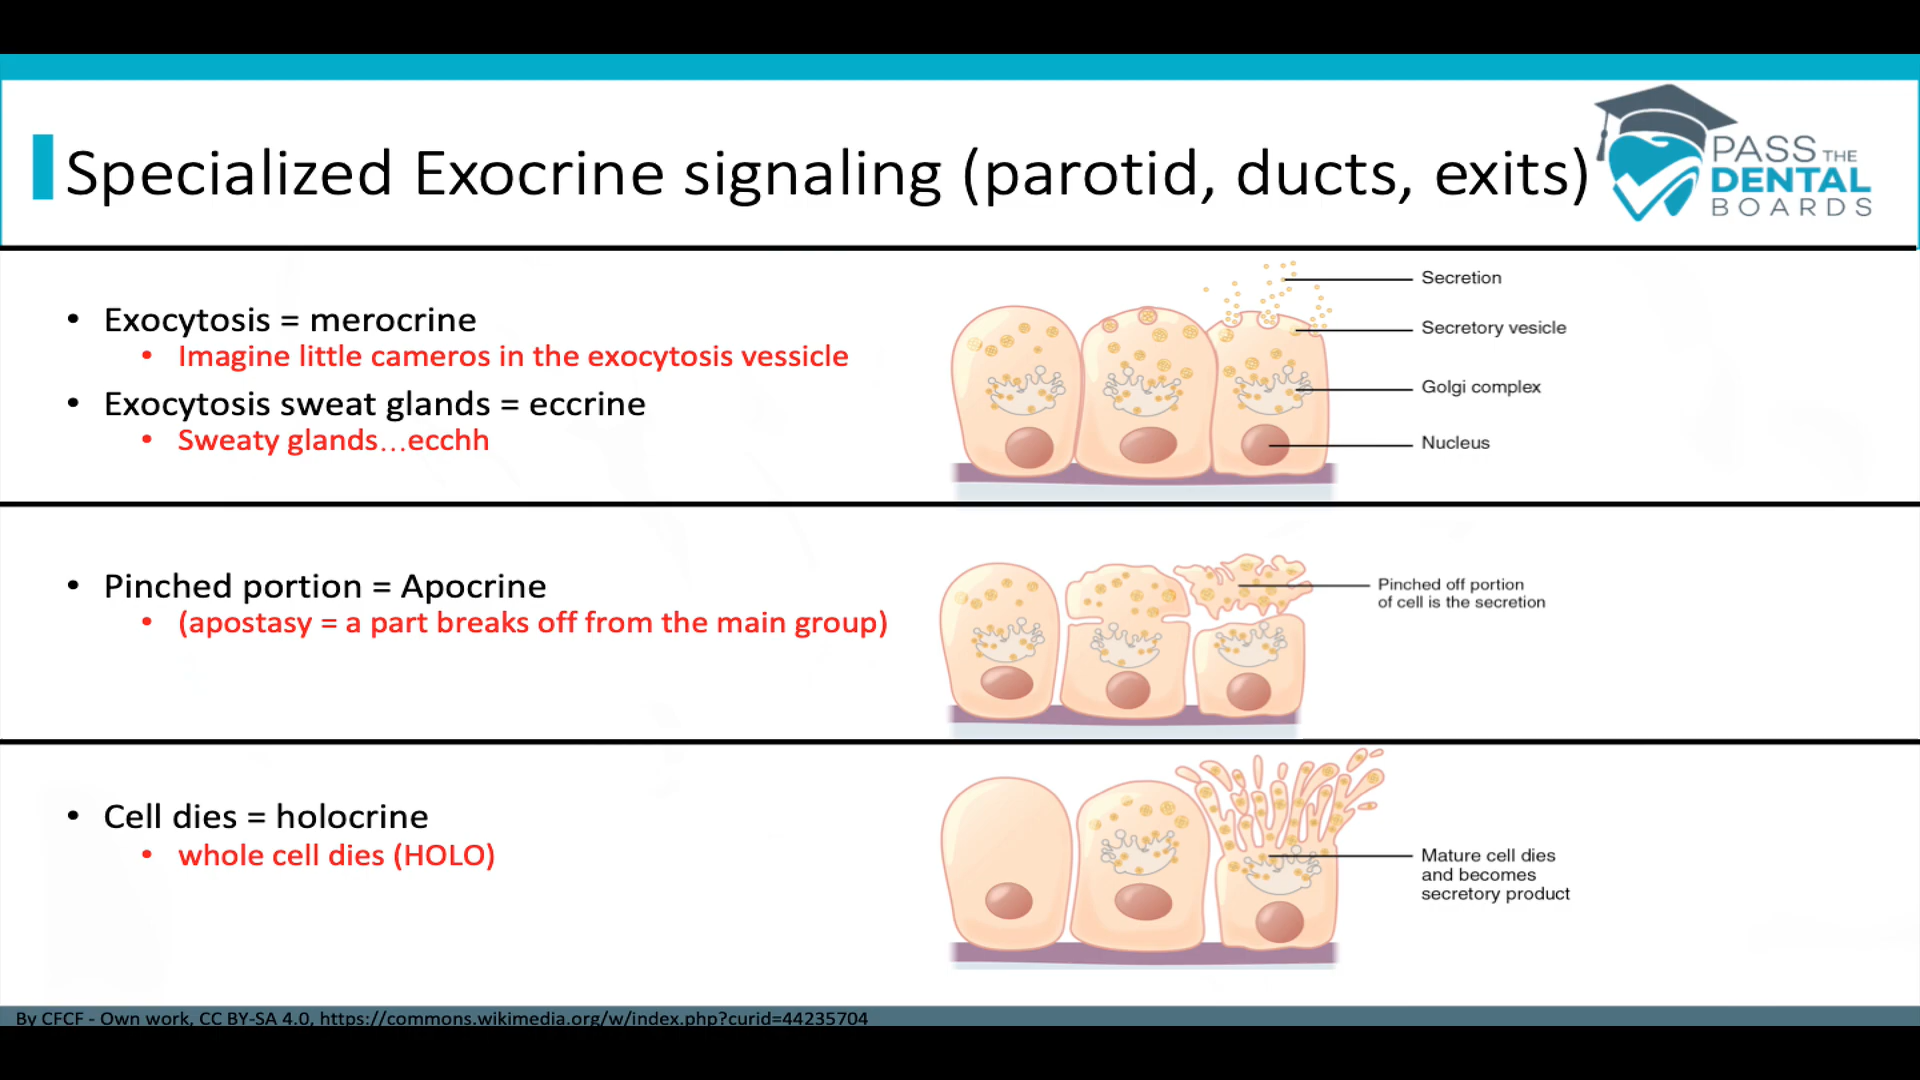 Specialized Exocrine signaling (parotid, ducts, exits)
PASS THE
DENTAL
BOARDS
• Exocytosis = merocrine
• Imagine little cameros in the exocytosis vessicle
• Exocytosis sweat glands = eccrine
• Sweaty glands...ecchh
Secretion
Secretory vesicle
Golgi complex
Nucleus
• Pinched portion = Apocrine
• (apostasy = a part breaks off from the main group)
Pinched off portion
of cell is the secretion
• Cell dies = holocrine
• whole cell dies (HOLO)
Mature cell dies
and becomes
secretory product
By CFCF - Own work, CC BY-SA 4.0, https://commons.wikimedia.org/w/index.php?curid=44235704